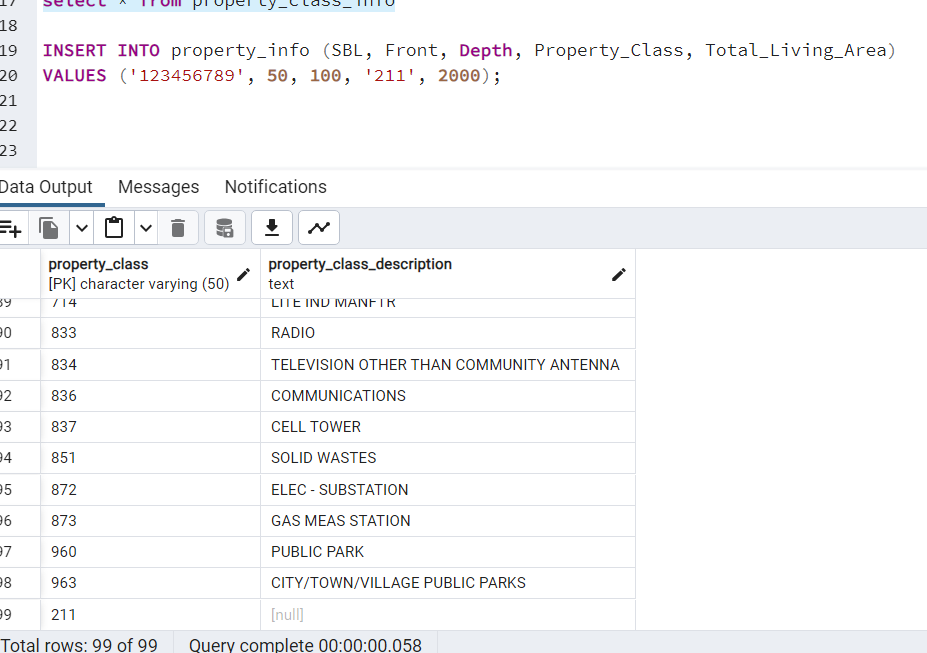 17 select * from property_class_info
18
19 INSERT INTO property_info (SBL, Front, Depth, Property_Class, Total_Living_Area)
20 VALUES ('123456789', 50, 100, '211', 2000);
21
22
23
Data Output Messages Notifications
property_class property_class_description
[PK] character varying (50) text
89 714 LITE IND MANFTR
90 833 RADIO
91 834 TELEVISION OTHER THAN COMMUNITY ANTENNA
92 836 COMMUNICATIONS
93 837 CELL TOWER
94 851 SOLID WASTES
95 872 ELEC - SUBSTATION
96 873 GAS MEAS STATION
97 960 PUBLIC PARK
98 963 CITY/TOWN/VILLAGE PUBLIC PARKS
99 211 [null]
Total rows: 99 of 99 Query complete 00:00:00.058